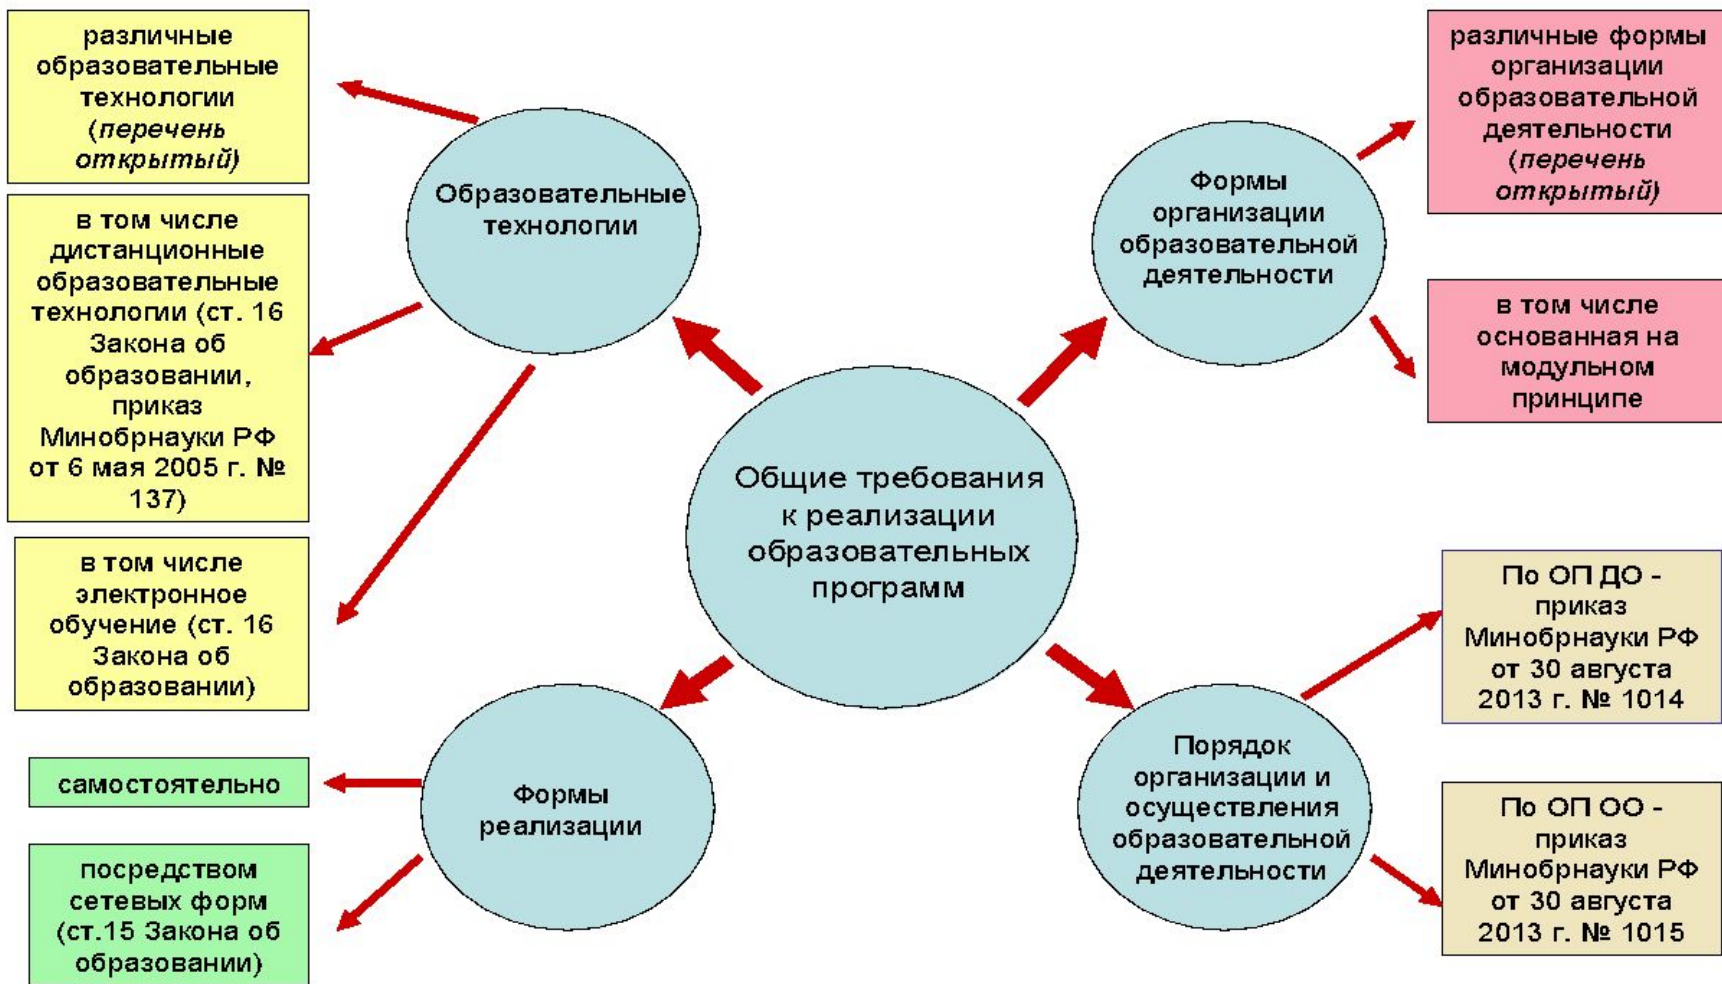 различные
образовательные
технологии
(перечень
открытый)
в том числе
дистанционные
образовательные
технологии (ст. 16
Закона об
образовании,
приказ
Минобрнауки РФ
от 6 мая 2005 г. №
137)
в том числе
электронное
обучение (ст. 16
Закона об
образовании)
самостоятельно
посредством
сетевых форм
(ст.15 Закона об
образовании)
Образовательные
технологии
Формы
реализации
Общие требования
к реализации
образовательных
программ
Формы
организации
образовательной
деятельности
Порядок
организации и
осуществления
образовательной
деятельности
различные формы
организации
образовательной
деятельности
(перечень
открытый)
в том числе
основанная на
модульном
принципе
По ОП ДО -
приказ
Минобрнауки РФ
от 30 августа
2013 г. № 1014
По ОП ОО -
приказ
Минобрнауки РФ
от 30 августа
2013 г. № 1015